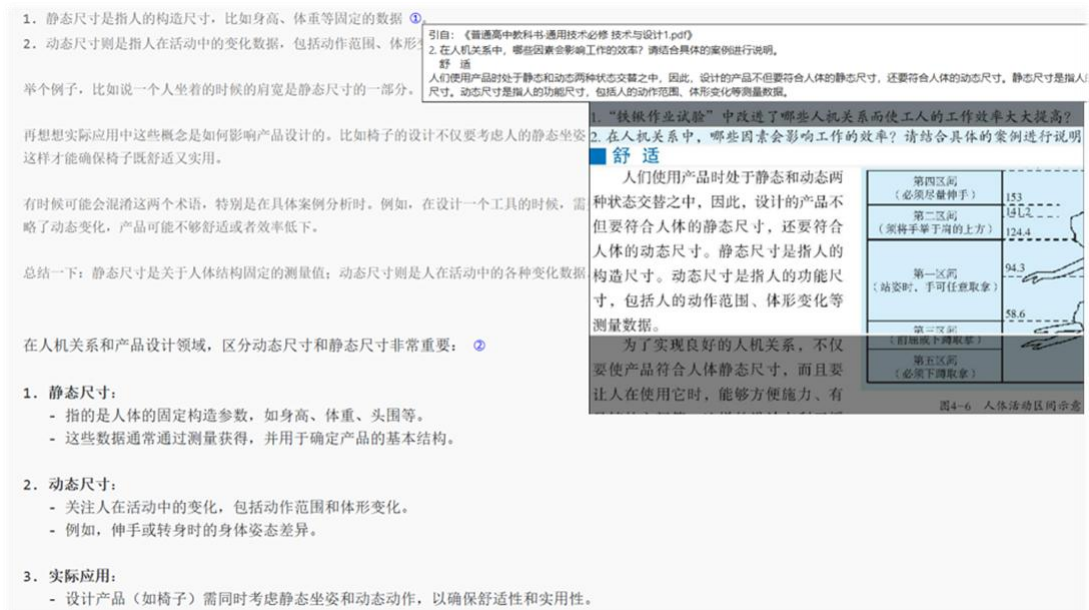 1. 静态尺寸是指人的构造尺寸，比如身高、体重等固定的数据 ①。
2. 动态尺寸则是指人在活动中的变化数据，包括动作范围、体形
举个例子，比如说一个人坐着的时候的肩宽是静态尺寸的一部分。
再想想实际应用中这些概念是如何影响产品设计的。比如椅子的设计不仅要考虑人的静态坐姿
这样才能确保椅子既舒适又实用。
有时候可能会混淆这两个术语，特别是在具体案例分析时。例如，在设计一个工具的时候，需
略了动态变化，产品可能不够舒适或者效率低下。
总结一下：静态尺寸是关于人体结构固定的测量值；动态尺寸则是人在活动中的各种变化数据
在人机关系和产品设计领域，区分动态尺寸和静态尺寸非常重要： ②
1. 静态尺寸：
- 指的是人体的固定构造参数，如身高、体重、头围等。
- 这些数据通常通过测量获得，并用于确定产品的基本结构。
2. 动态尺寸：
- 关注人在活动中的变化，包括动作范围和体形变化。
- 例如，伸手或转身时的身体姿态差异。
3. 实际应用：
- 设计产品（如椅子）需同时考虑静态坐姿和动态动作，以确保舒适性和实用性。
引自：《普通高中教科书·通用技术必修 技术与设计1.pdf》
2. 在人机关系中，哪些因素会影响工作的效率？请结合具体的案例进行说明。
舒 适
人们使用产品时处于静态和动态两种状态交替之中，因此，设计的产品不但要符合人体的静态尺寸，还要符合人体的动态尺寸。静态尺寸是指人
尺寸。动态尺寸是指人的功能尺寸，包括人的动作范围、体形变化等测量数据。
1. “铁锹作业试验”中改进了哪些人机关系而使工人的工作效率大大提高？
2. 在人机关系中，哪些因素会影响工作的效率？请结合具体的案例进行说明
舒 适
人们使用产品时处于静态和动态两
种状态交替之中，因此，设计的产品不
但要符合人体的静态尺寸，还要符合
人体的动态尺寸。静态尺寸是指人的
构造尺寸。动态尺寸是指人的功能尺
寸，包括人的动作范围、体形变化等
测量数据。
为了实现良好的人机关系，不仅
要使产品符合人体静态尺寸，而且要
让人在使用它时，能够方便施力、有
第四区间
（必须尽量伸手）
153
141.2
第二区间
（须将手举于肩的上方）
124.4
94.3
第一区间
（站姿时，手可任意取拿）
58.6
第三区间
第五区间
（必须下蹲取拿）
图4-6 人体活动区间示意